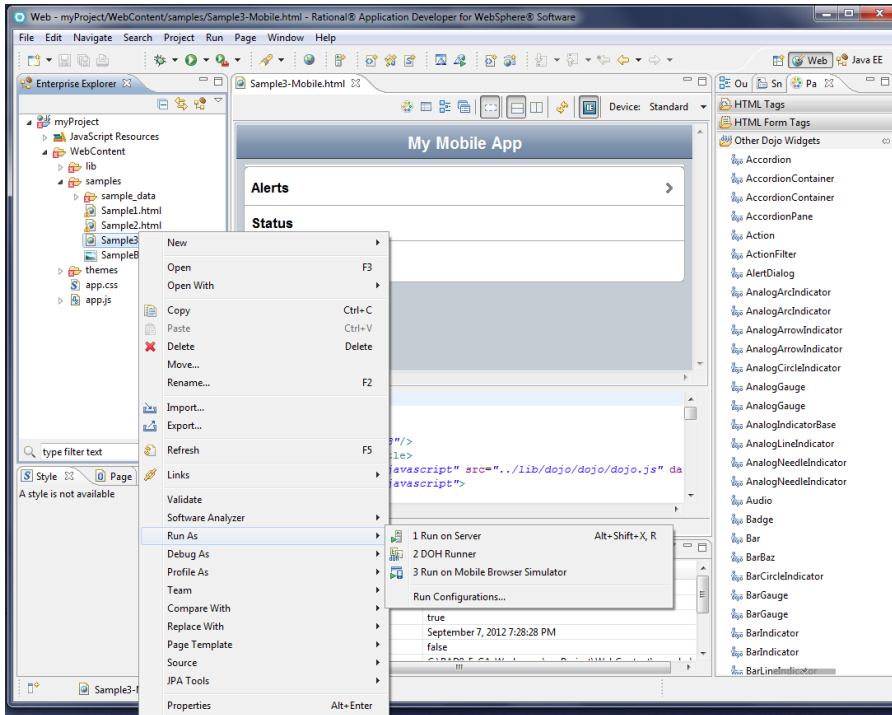 Web - myProject/WebContent/samples/Sample3-Mobile.html - Rational® Application Developer for WebSphere® Software
File Edit Navigate Search Project Run Page Window Help
Web Java EE
Enterprise Explorer
myProject
JavaScript Resources
WebContent
lib
samples
sample_data
Sample1.html
Sample2.html
Sample3
SampleB
themes
app.css
app.js
type filter text
Style Page
A style is not available
Sample3-Mobile.html
Device: Standard
My Mobile App
Alerts
Status
"/>
le>
javascript" src="../lib/dojo/dojo/dojo.js" da
javascript">
New
Open F3
Open With
Copy Ctrl+C
Paste Ctrl+V
Delete Delete
Move...
Rename... F2
Import...
Export...
Refresh F5
Links
Validate
Software Analyzer
Run As
Debug As
Profile As
Team
Compare With
Replace With
Page Template
Source
JPA Tools
Properties Alt+Enter
1 Run on Server Alt+Shift+X, R
2 DOH Runner
3 Run on Mobile Browser Simulator
Run Configurations...
true
September 7, 2012 7:28:28 PM
false
Ou Sn Pa
HTML Tags
HTML Form Tags
Other Dojo Widgets
Accordion
AccordionContainer
AccordionContainer
AccordionPane
Action
ActionFilter
AlertDialog
AnalogArcIndicator
AnalogArcIndicator
AnalogArrowIndicator
AnalogArrowIndicator
AnalogCircleIndicator
AnalogGauge
AnalogGauge
AnalogIndicatorBase
AnalogLineIndicator
AnalogNeedleIndicator
AnalogNeedleIndicator
Audio
Badge
Bar
BarBaz
BarCircleIndicator
BarGauge
BarGauge
BarIndicator
BarIndicator
BarLineIndicator